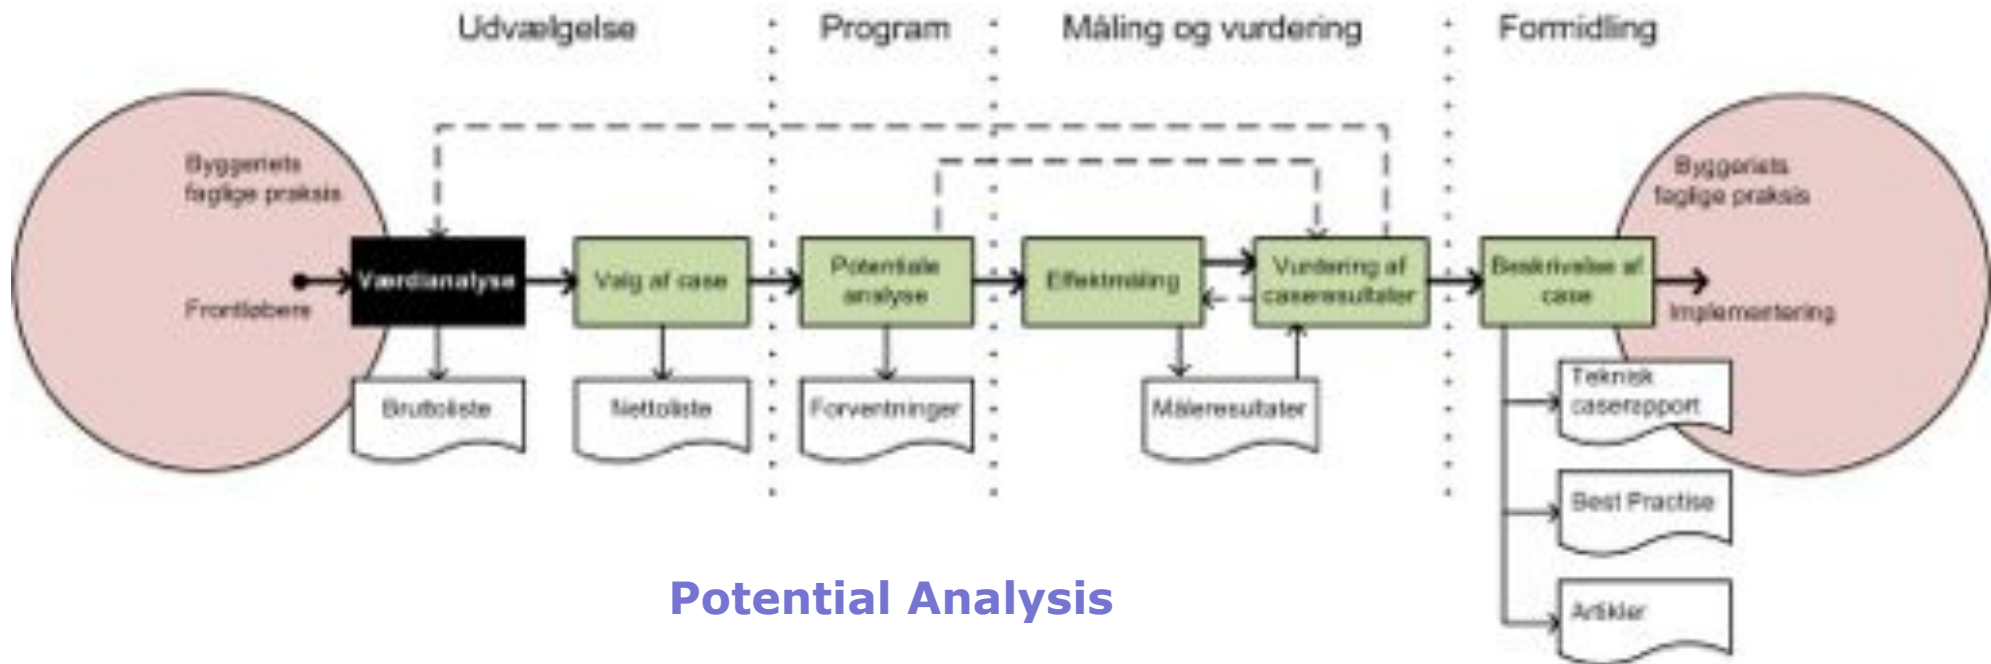 Udvælgelse
Program
Måling og vurdering
Formidling
Byggeriets
faglige praksis
Frontløbere
Værdianalyse
Valg af case
Potentiale
analyse
Effektmåling
Vurdering af
caseresultater
Beskrivelse af
case
Byggeriets
faglige praksis
Implementering
Bruttoliste
Nettoliste
Forventninger
Måleresultater
Teknisk
caserapport
Best Practise
Artikler
Potential Analysis